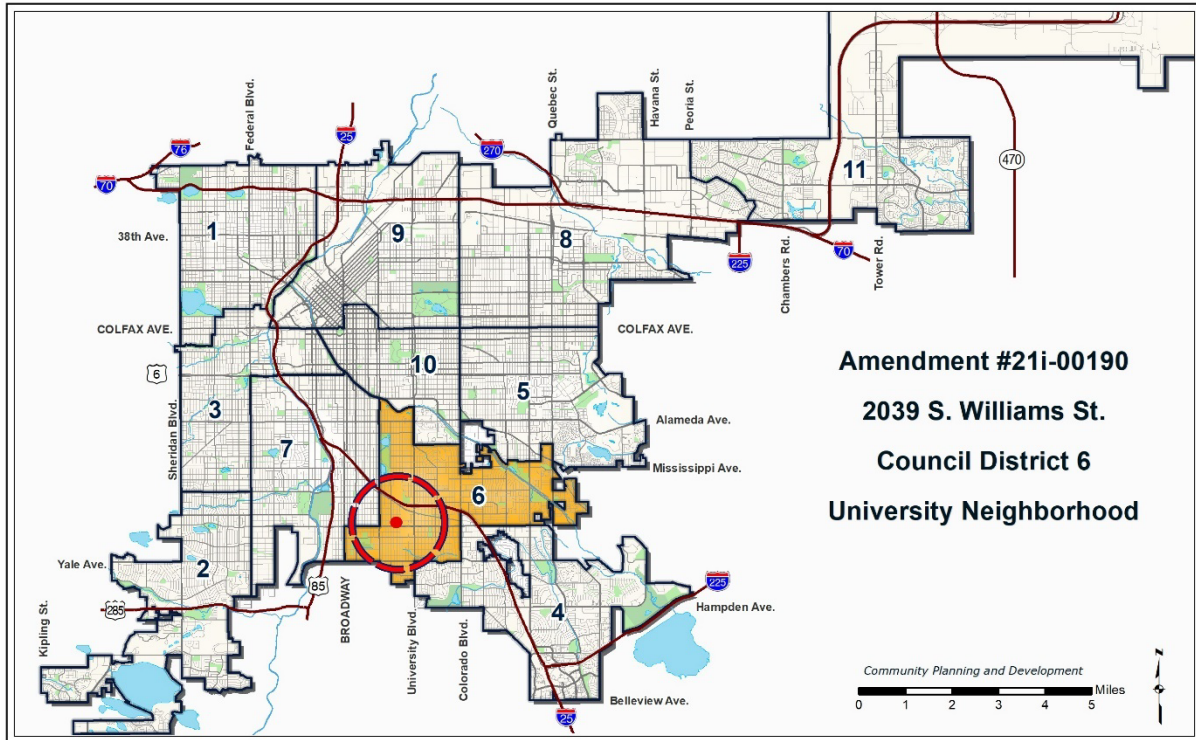 Federal Blvd.
Quebec St.
Havana St.
Peoria St.
76
25
270
470
70
11
1
9
8
38th Ave.
Chambers Rd.
Tower Rd.
225
70
COLFAX AVE.
COLFAX AVE.
6
10
5
Sheridan Blvd.
3
7
Alameda Ave.
Mississippi Ave.
6
Amendment #21i-00190
2039 S. Williams St.
Council District 6
University Neighborhood
Yale Ave.
2
85
285
BROADWAY
University Blvd
Colorado Blvd.
4
225
Hampden Ave.
Kipling St.
Belleview Ave.
25
Community Planning and Development
Miles
0 1 2 3 4 5
N